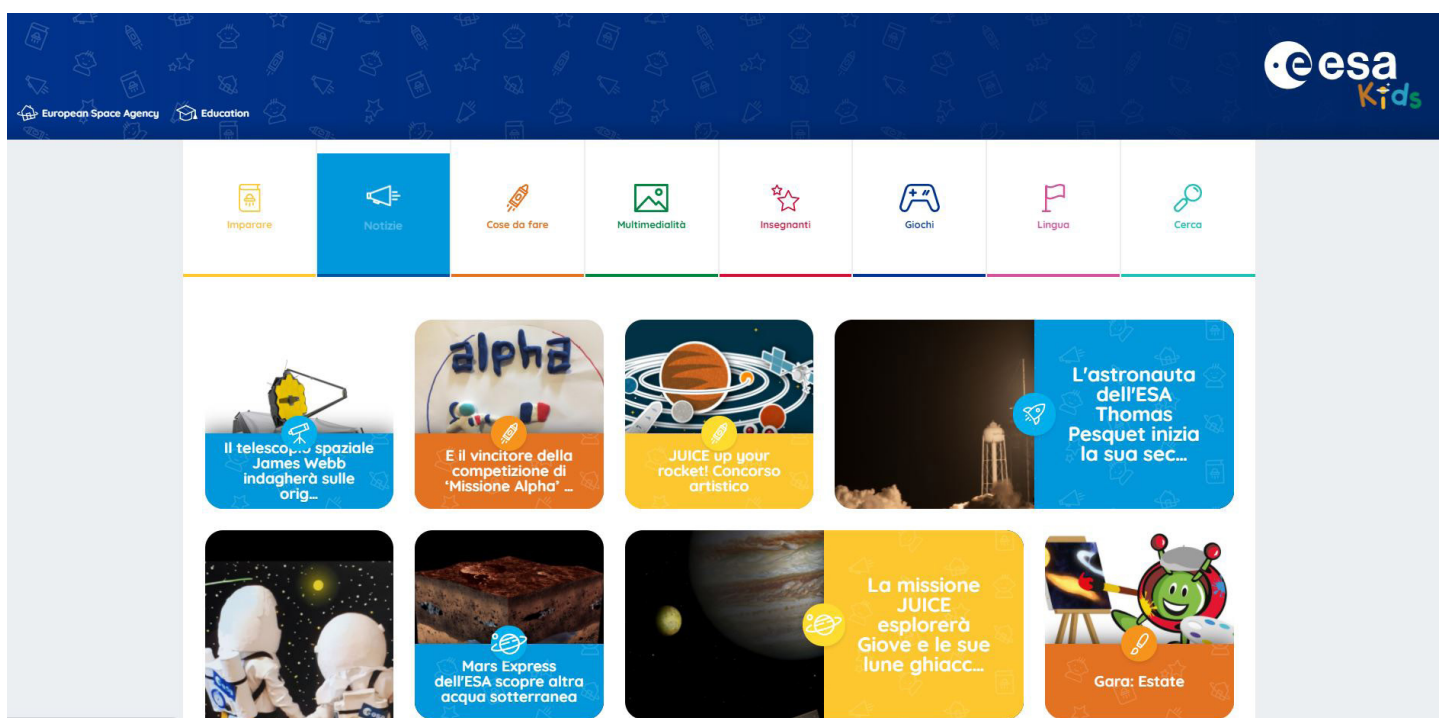 esa
Kids
European Space Agency
Education
Imparare
Notizie
Cose da fare
Multimedialità
Insegnanti
Giochi
Lingua
Cerca
Il telescopio spaziale
James Webb
indagherà sulle
orig...
alpha
E il vincitore della
competizione di
‘Missione Alpha’ ...
JUICE up your
rocket! Concorso
artistico
L'astronauta
dell'ESA
Thomas
Pesquet inizia
la sua sec...
esa
Mars Express
dell'ESA scopre altra
acqua sotterranea
La missione
JUICE
esplorerà
Giove e le sue
lune ghiacc...
Gara: Estate